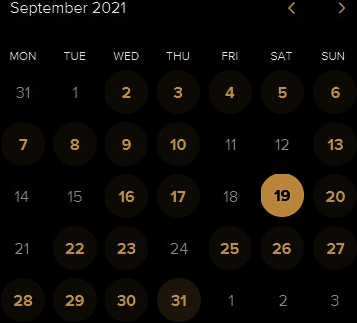 September 2021
MON TUE WED THU FRI SAT SUN
31 1 2 3 4 5 6
7 8 9 10 11 12 13
14 15 16 17 18 19 20
21 22 23 24 25 26 27
28 29 30 31 1 2 3